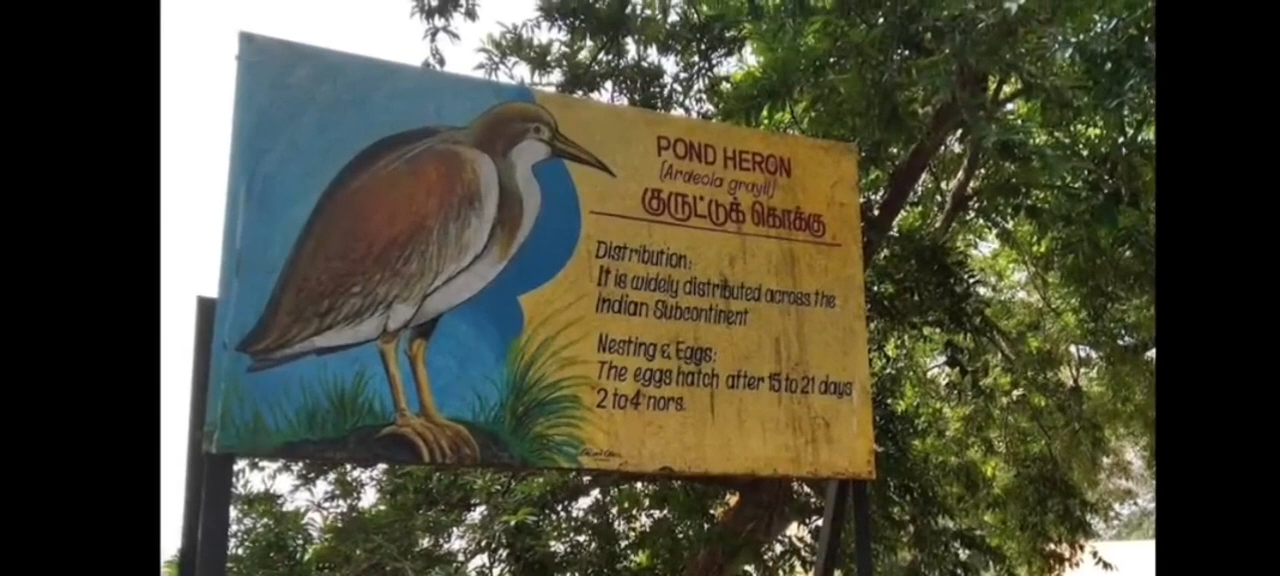 POND HERON
(Ardeola grayII)
குருட்டுக் கொக்கு
Distribution:
It is widely distributed across the
Indian Subcontinent
Nesting & Eggs:
The eggs hatch after 15 to 21 days
2 to 4 nors.